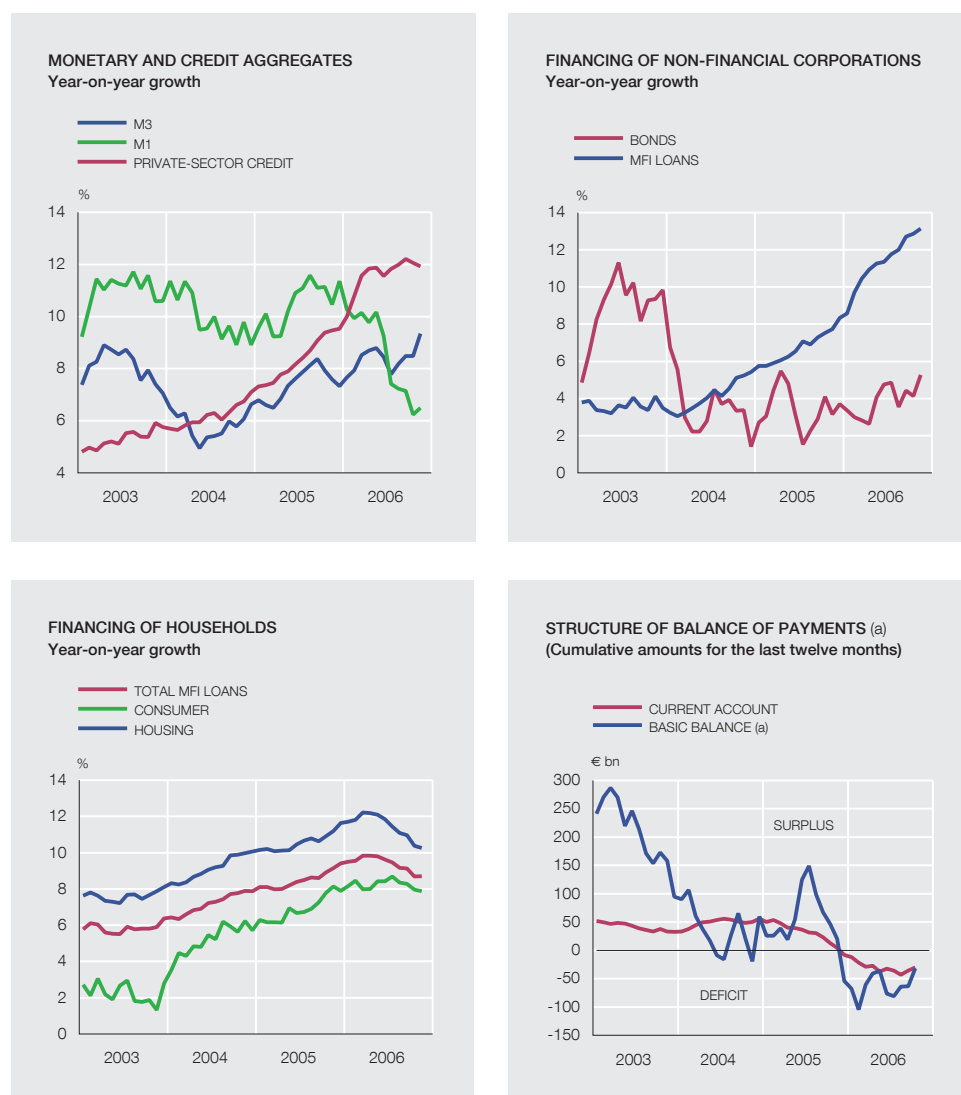 MONETARY AND CREDIT AGGREGATES
Year-on-year growth
M3
M1
PRIVATE-SECTOR CREDIT
%
14
12
10
8
6
4
2003 2004 2005 2006
FINANCING OF NON-FINANCIAL CORPORATIONS
Year-on-year growth
BONDS
MFI LOANS
%
14
12
10
8
6
4
2
0
2003 2004 2005 2006
FINANCING OF HOUSEHOLDS
Year-on-year growth
TOTAL MFI LOANS
CONSUMER
HOUSING
%
14
12
10
8
6
4
2
0
2003 2004 2005 2006
STRUCTURE OF BALANCE OF PAYMENTS (a)
(Cumulative amounts for the last twelve months)
CURRENT ACCOUNT
BASIC BALANCE (a)
€ bn
300
250
200
150
100
50
0
-50
-100
-150
SURPLUS
DEFICIT
2003 2004 2005 2006